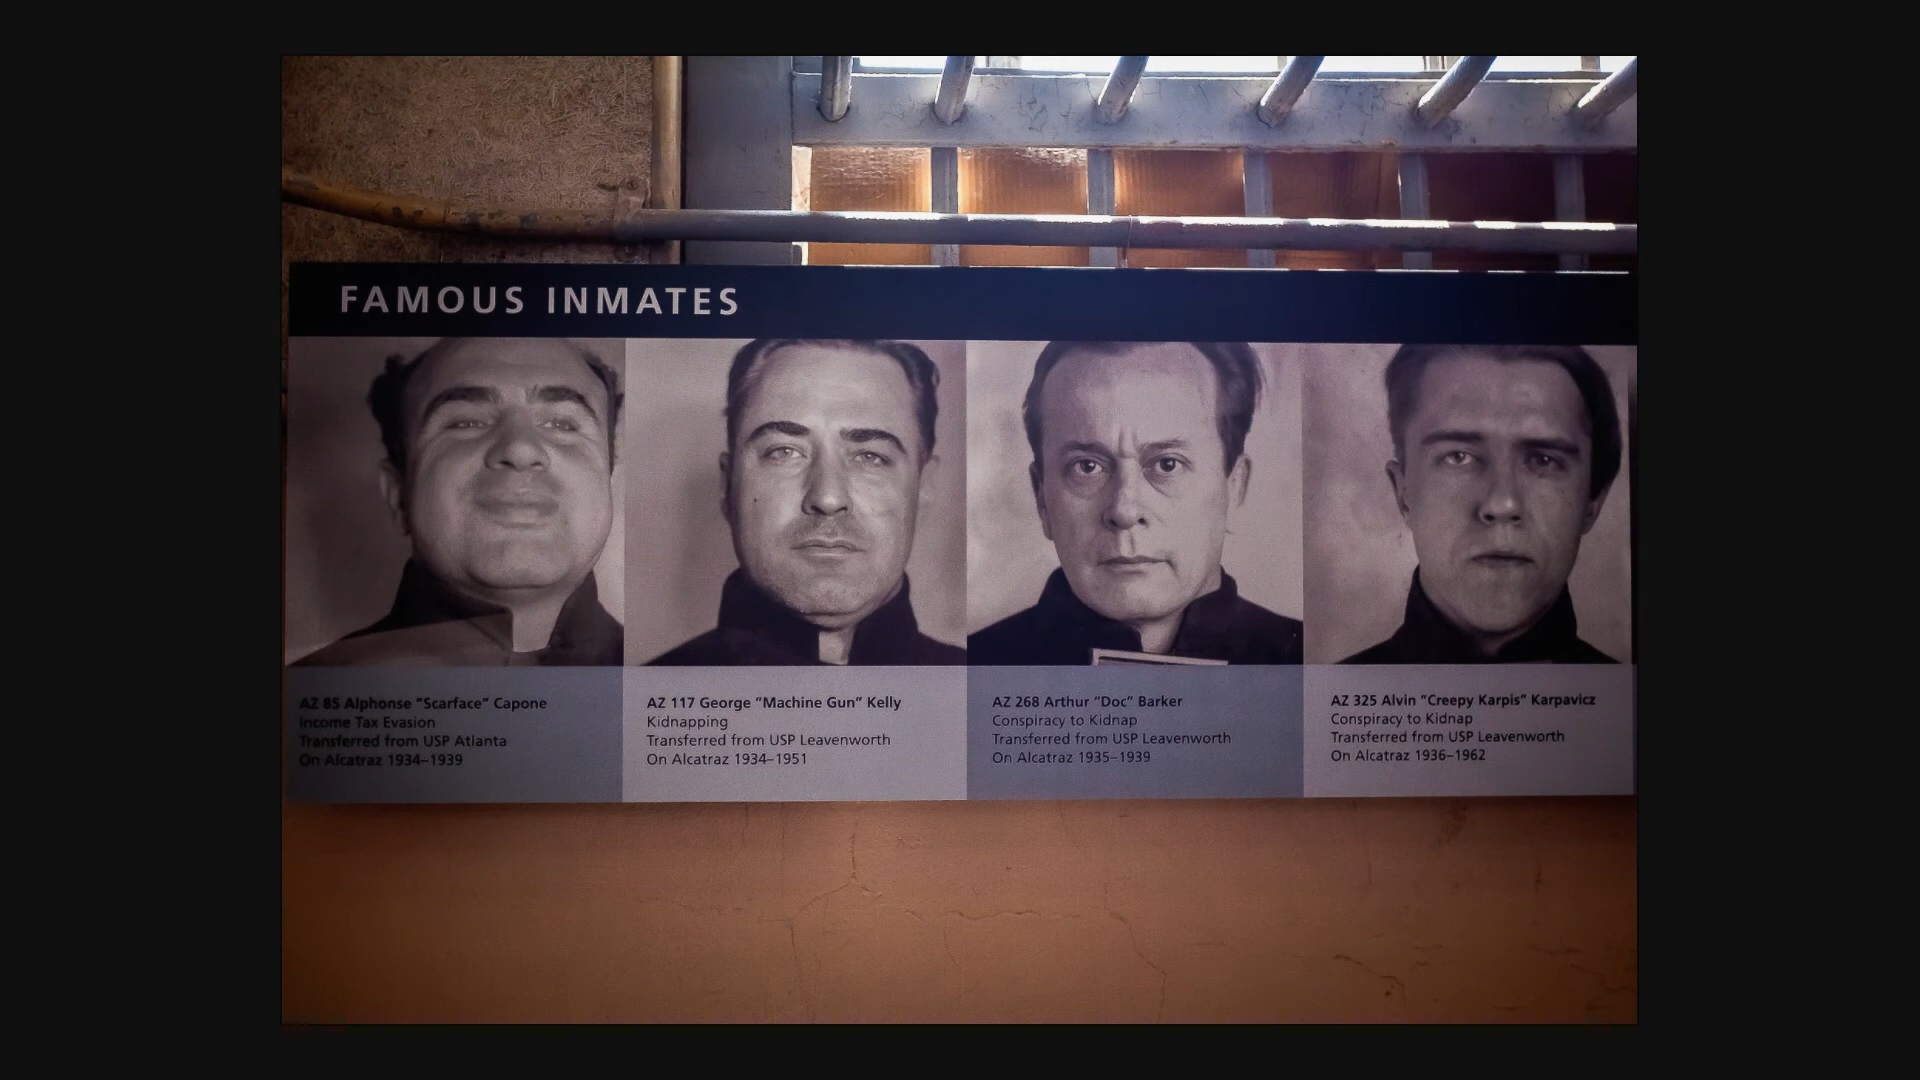 FAMOUS INMATES
AZ 85 Alphonse “Scarface” Capone
Income Tax Evasion
Transferred from USP Atlanta
On Alcatraz 1934–1939
AZ 117 George “Machine Gun” Kelly
Kidnapping
Transferred from USP Leavenworth
On Alcatraz 1934–1951
AZ 268 Arthur “Doc” Barker
Conspiracy to Kidnap
Transferred from USP Leavenworth
On Alcatraz 1935–1939
AZ 325 Alvin “Creepy Karpis” Karpavicz
Conspiracy to Kidnap
Transferred from USP Leavenworth
On Alcatraz 1936–1962